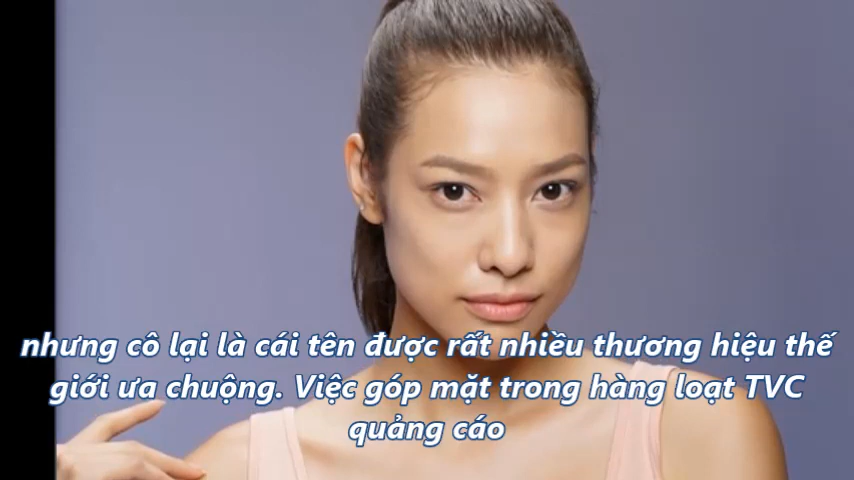 nhưng cô lại là cái tên được rất nhiều thương hiệu thế
giới ưa chuộng. Việc góp mặt trong hàng loạt TVC
quảng cáo